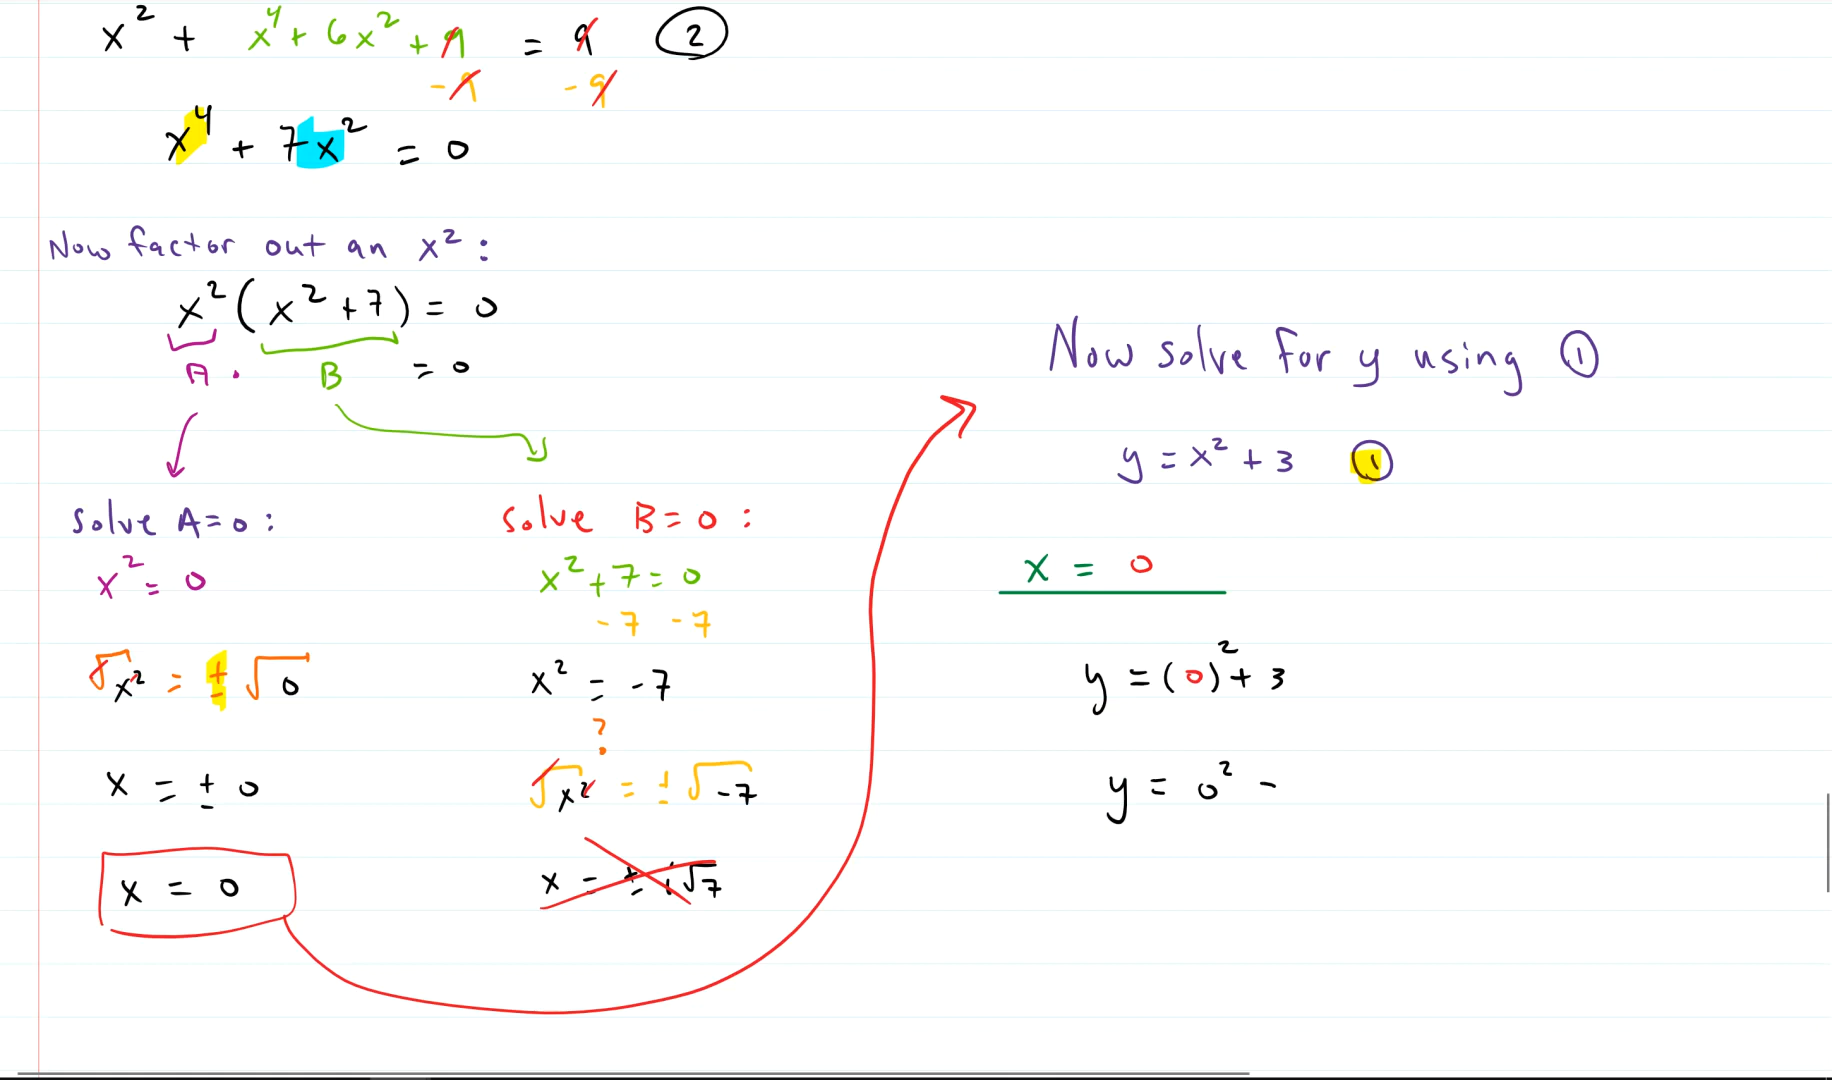 x² + x⁴ + 6x² + 9 = 9 ②
-9 -9
x⁴ + 7x² = 0
Now factor out an x² :
x² ( x² + 7 ) = 0
A · B = 0
Solve A = 0 :
x² = 0
√x² = ± √0
x = ± 0
x = 0
Solve B = 0 :
x² + 7 = 0
-7 -7
x² = -7
?
√x² = ± √-7
x = ± i√7
Now solve for y using ①
y = x² + 3 ①
x = 0
y = (0)² + 3
y = 0² -